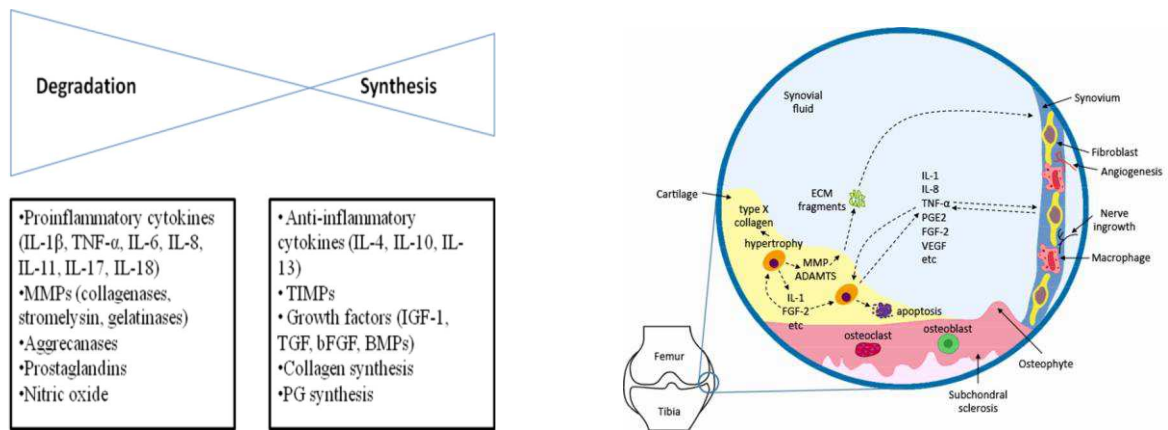 Degradation
Synthesis
•Proinflammatory cytokines
(IL-1β, TNF-α, IL-6, IL-8,
IL-11, IL-17, IL-18)
•MMPs (collagenases,
stromelysin, gelatinases)
•Aggrecanases
•Prostaglandins
•Nitric oxide
•Anti-inflammatory
cytokines (IL-4, IL-10, IL-
13)
•TIMPs
•Growth factors (IGF-1,
TGF, bFGF, BMPs)
•Collagen synthesis
•PG synthesis
Synovial
fluid
Synovium
Fibroblast
Angiogenesis
Nerve
ingrowth
Macrophage
IL-1
IL-8
TNF-α
PGE2
FGF-2
VEGF
etc
ECM
fragments
Cartilage
type X
collagen
hypertrophy
MMP
ADAMTS
IL-1
FGF-2
etc
apoptosis
osteoclast
osteoblast
Osteophyte
Subchondral
sclerosis
Femur
Tibia